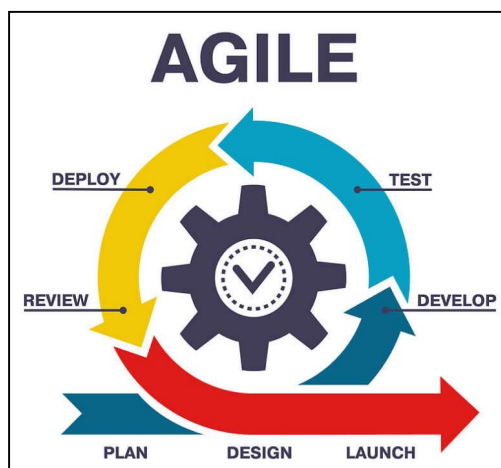 AGILE
DEPLOY
TEST
REVIEW
DEVELOP
PLAN
DESIGN
LAUNCH